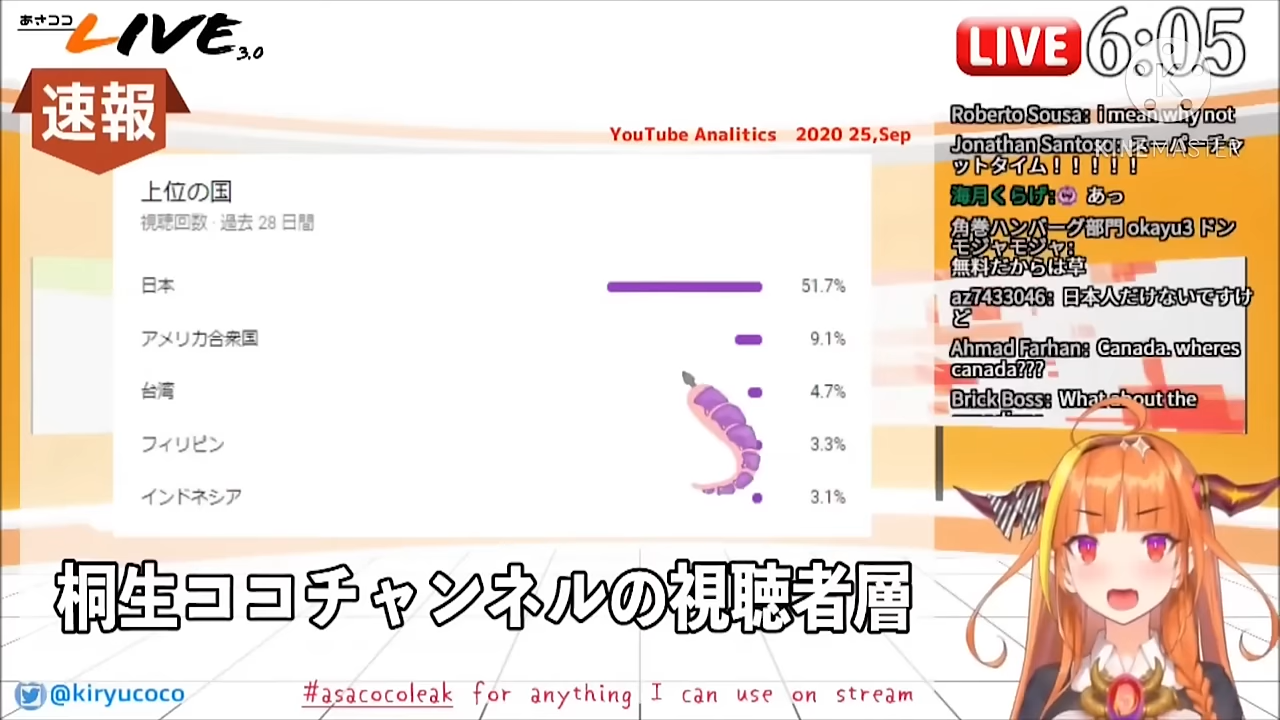 あさココ
LIVE 3.0
LIVE 6:05
速報
YouTube Analitics 2020 25,Sep
上位の国
視聴回数 · 過去 28 日間
日本 51.7%
アメリカ合衆国 9.1%
台湾 4.7%
フィリピン 3.3%
インドネシア 3.1%
Roberto Sousa: i mean why not
Jonathan Santoso: スーパーチャ
ットタイム！！！！！
KINEMASTER
海月くらげ: あっ
角巻ハンバーグ部門 okayu3 ドン
モジャモジャ:
無料だからは草
az7433046: 日本人だけないですけ
ど
Ahmad Farhan: Canada. wheres
canada???
Brick Boss: What about the
桐生ココチャンネルの視聴者層
@kiryucoco
#asacocoleak for anything I can use on stream